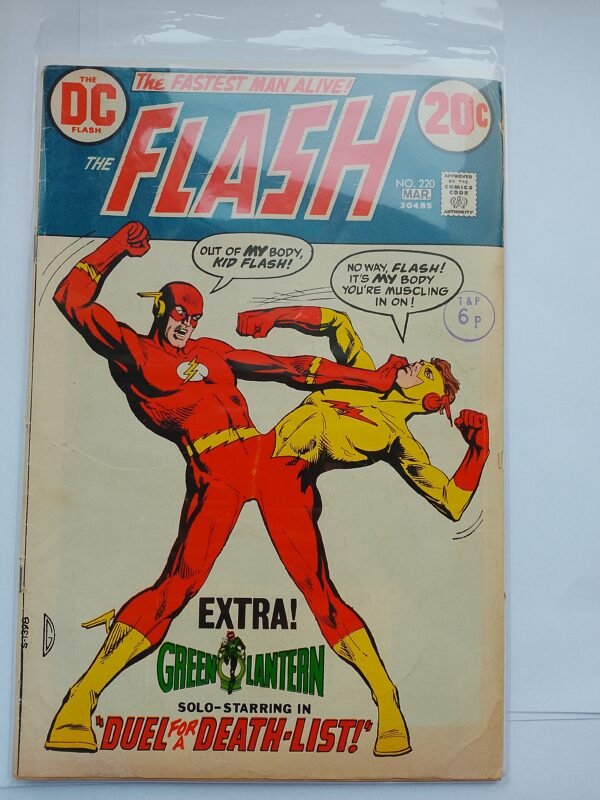 THE
DC
FLASH
The FASTEST MAN ALIVE!
20¢
THE FLASH
NO. 220
MAR.
30485
APPROVED
BY THE
COMICS
CODE
CA
AUTHORITY
OUT OF MY BODY,
KID FLASH!
NO WAY, FLASH!
IT'S MY BODY
YOU'RE MUSCLING
IN ON!
T & P
6p
EXTRA!
GREEN LANTERN
SOLO-STARRING IN
"DUEL FOR A DEATH-LIST!"
S-1398